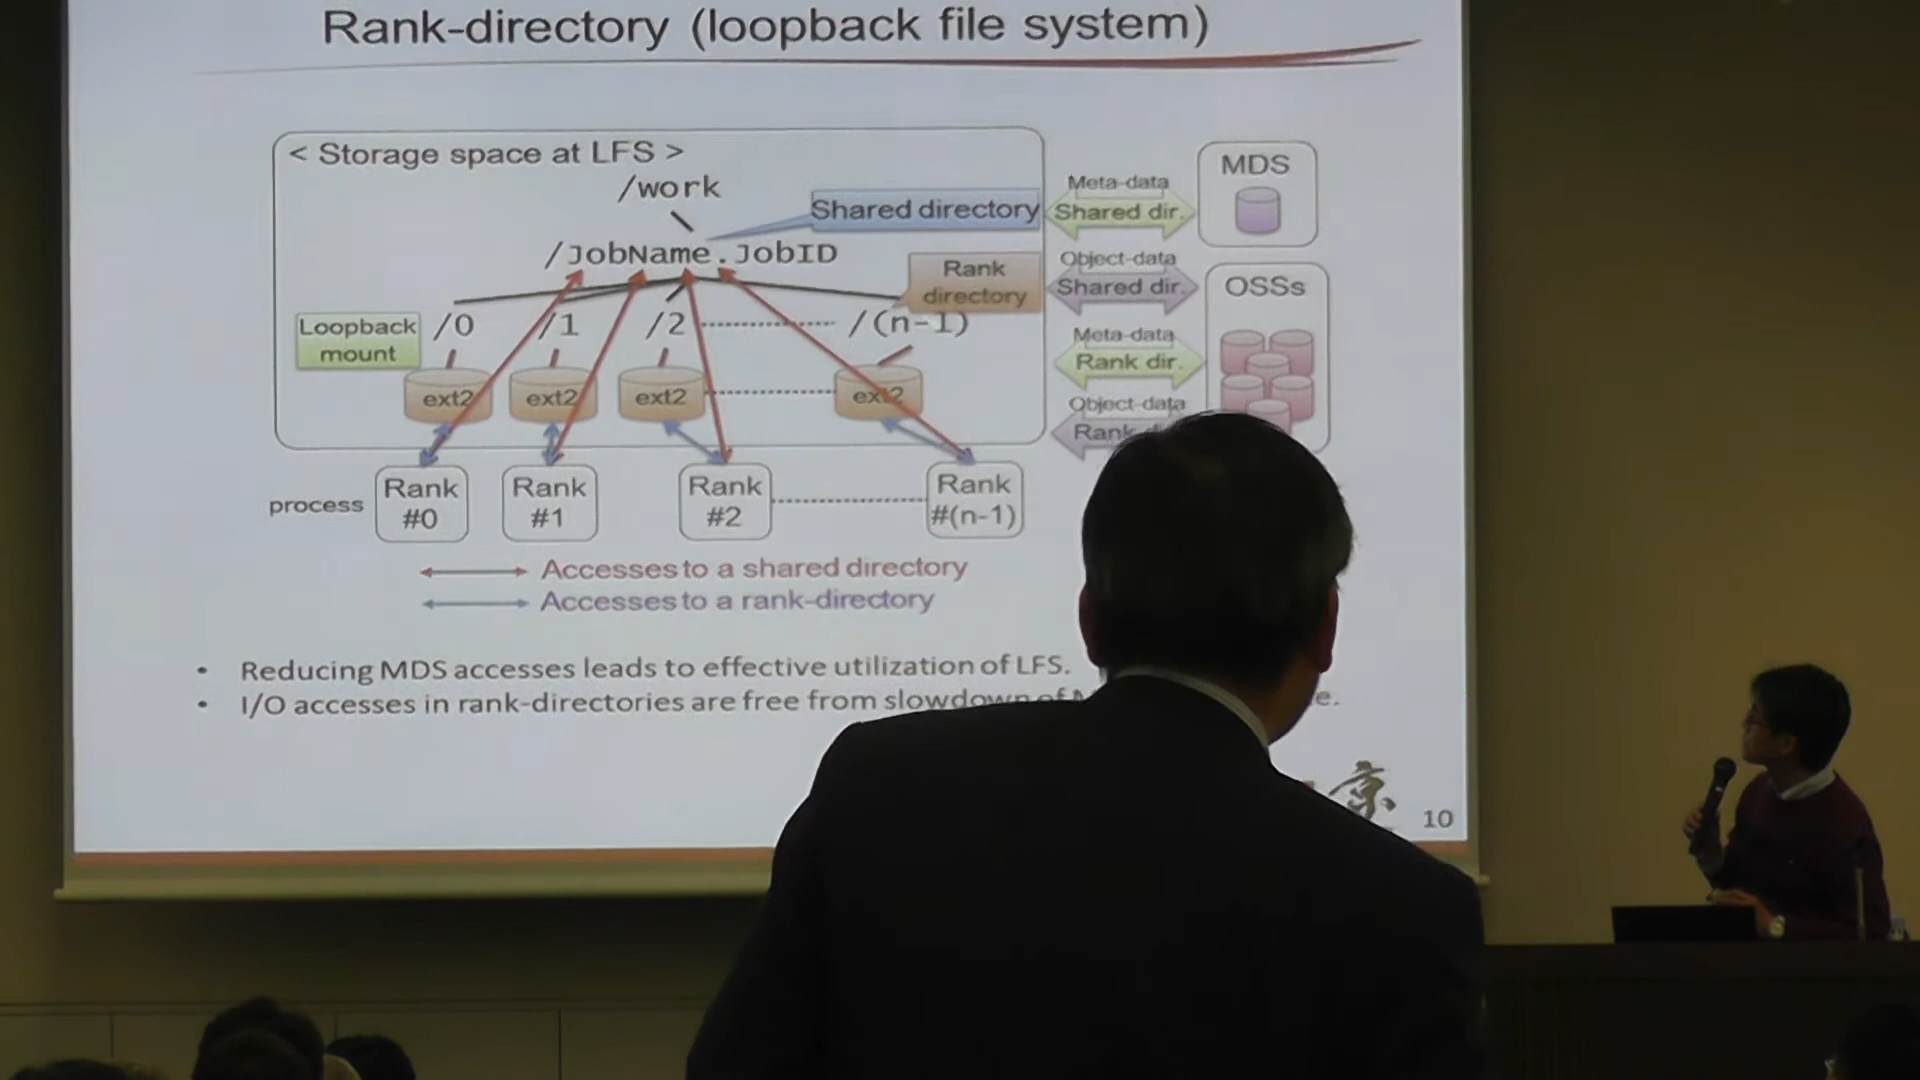 Rank-directory (loopback file system)
< Storage space at LFS >
/work
Shared directory
/JobName.JobID
Rank
directory
Loopback
mount
/0
/1
/2
/(n-1)
ext2
ext2
ext2
ext2
process
Rank
#0
Rank
#1
Rank
#2
Rank
#(n-1)
Accesses to a shared directory
Accesses to a rank-directory
Meta-data
Shared dir.
MDS
Object-data
Shared dir.
OSSs
Meta-data
Rank dir.
Object-data
Rank
• Reducing MDS accesses leads to effective utilization of LFS.
• I/O accesses in rank-directories are free from slowdown of
京
10